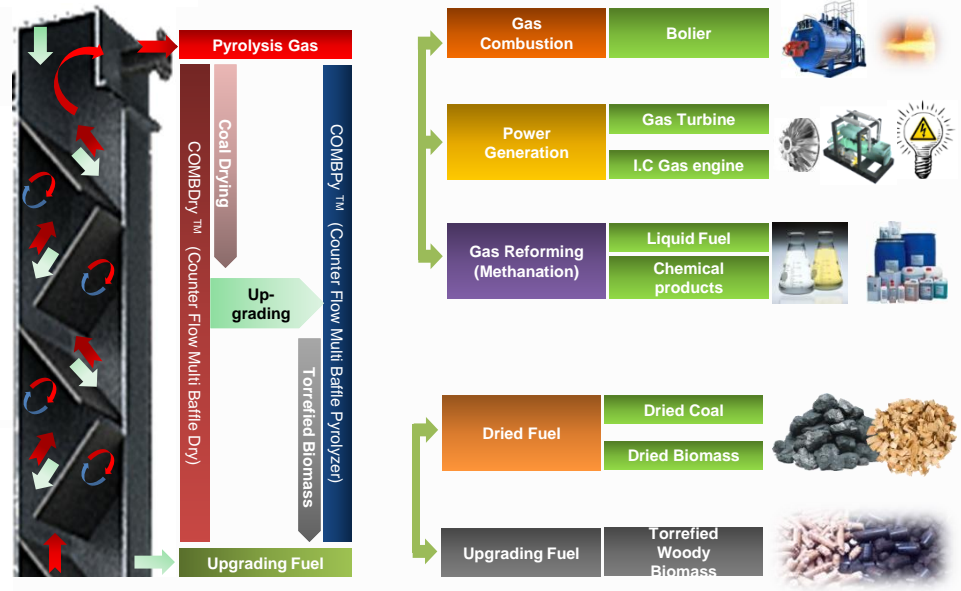 Pyrolysis Gas
COMBDry TM (Counter Flow Multi Baffle Dry)
Coal Drying
Up-
grading
Torrefied Biomass
COMBPy TM (Counter Flow Multi Baffle Pyrolyzer)
Upgrading Fuel
Gas
Combustion
Bolier
Power
Generation
Gas Turbine
I.C Gas engine
Gas Reforming
(Methanation)
Liquid Fuel
Chemical
products
Dried Fuel
Dried Coal
Dried Biomass
Upgrading Fuel
Torrefied
Woody
Biomass